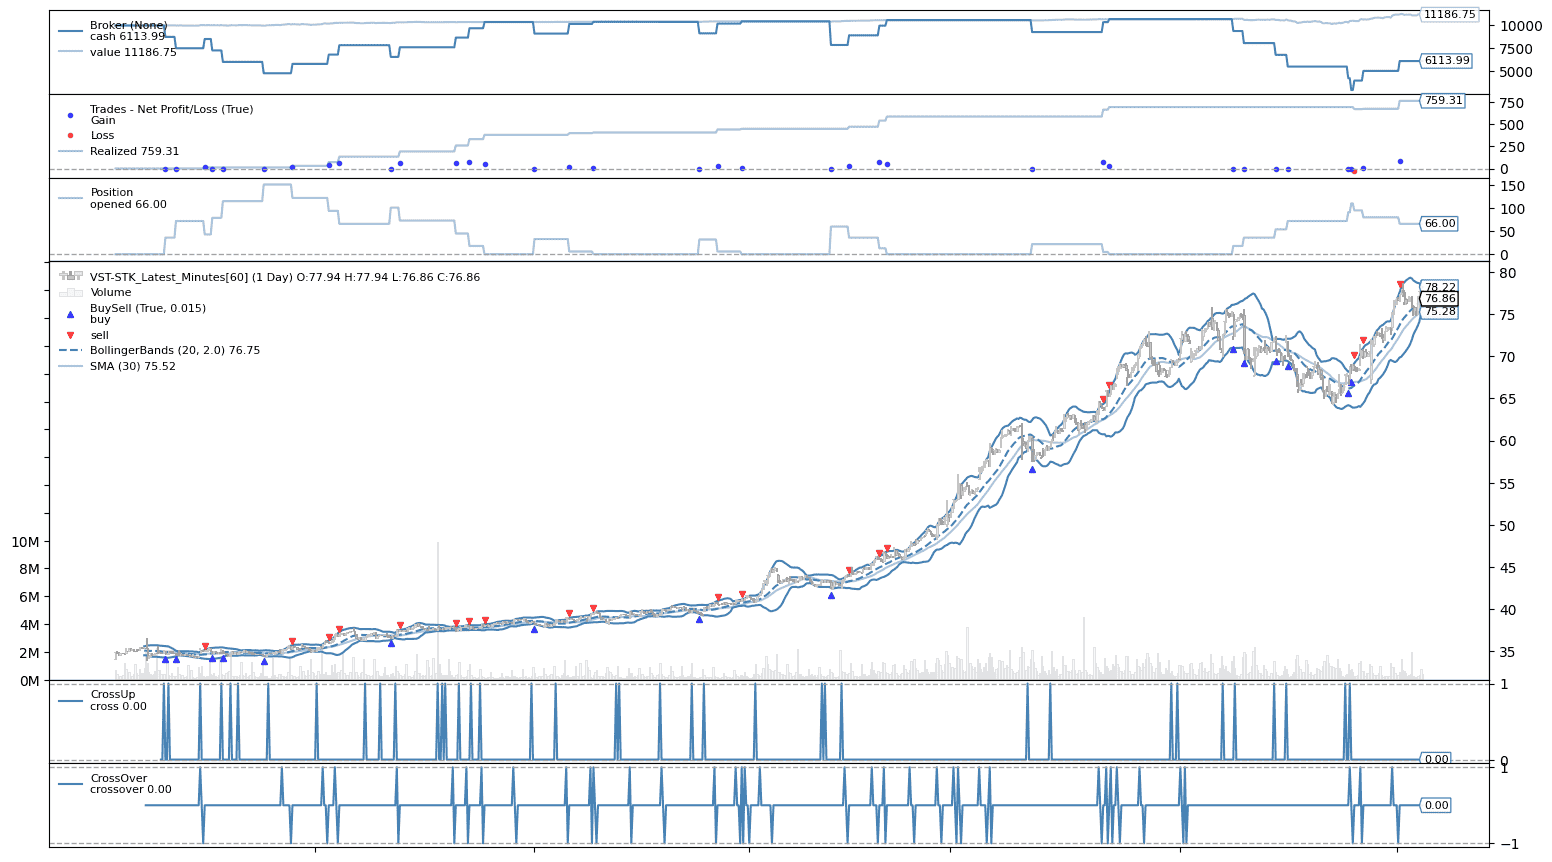 Broker (None)
cash 6113.99
value 11186.75
11186.75
10000
7500
6113.99
5000
Trades - Net Profit/Loss (True)
Gain
Loss
Realized 759.31
759.31
750
500
250
0
Position
opened 66.00
150
100
66.00
50
0
VST-STK_Latest_Minutes[60] (1 Day) O:77.94 H:77.94 L:76.86 C:76.86
Volume
BuySell (True, 0.015)
buy
sell
BollingerBands (20, 2.0) 76.75
SMA (30) 75.52
80
78.22
76.86
75.28
75
70
65
60
55
50
45
40
35
10M
8M
6M
4M
2M
0M
CrossUp
cross 0.00
1
0.00
0
CrossOver
crossover 0.00
1
0.00
−1